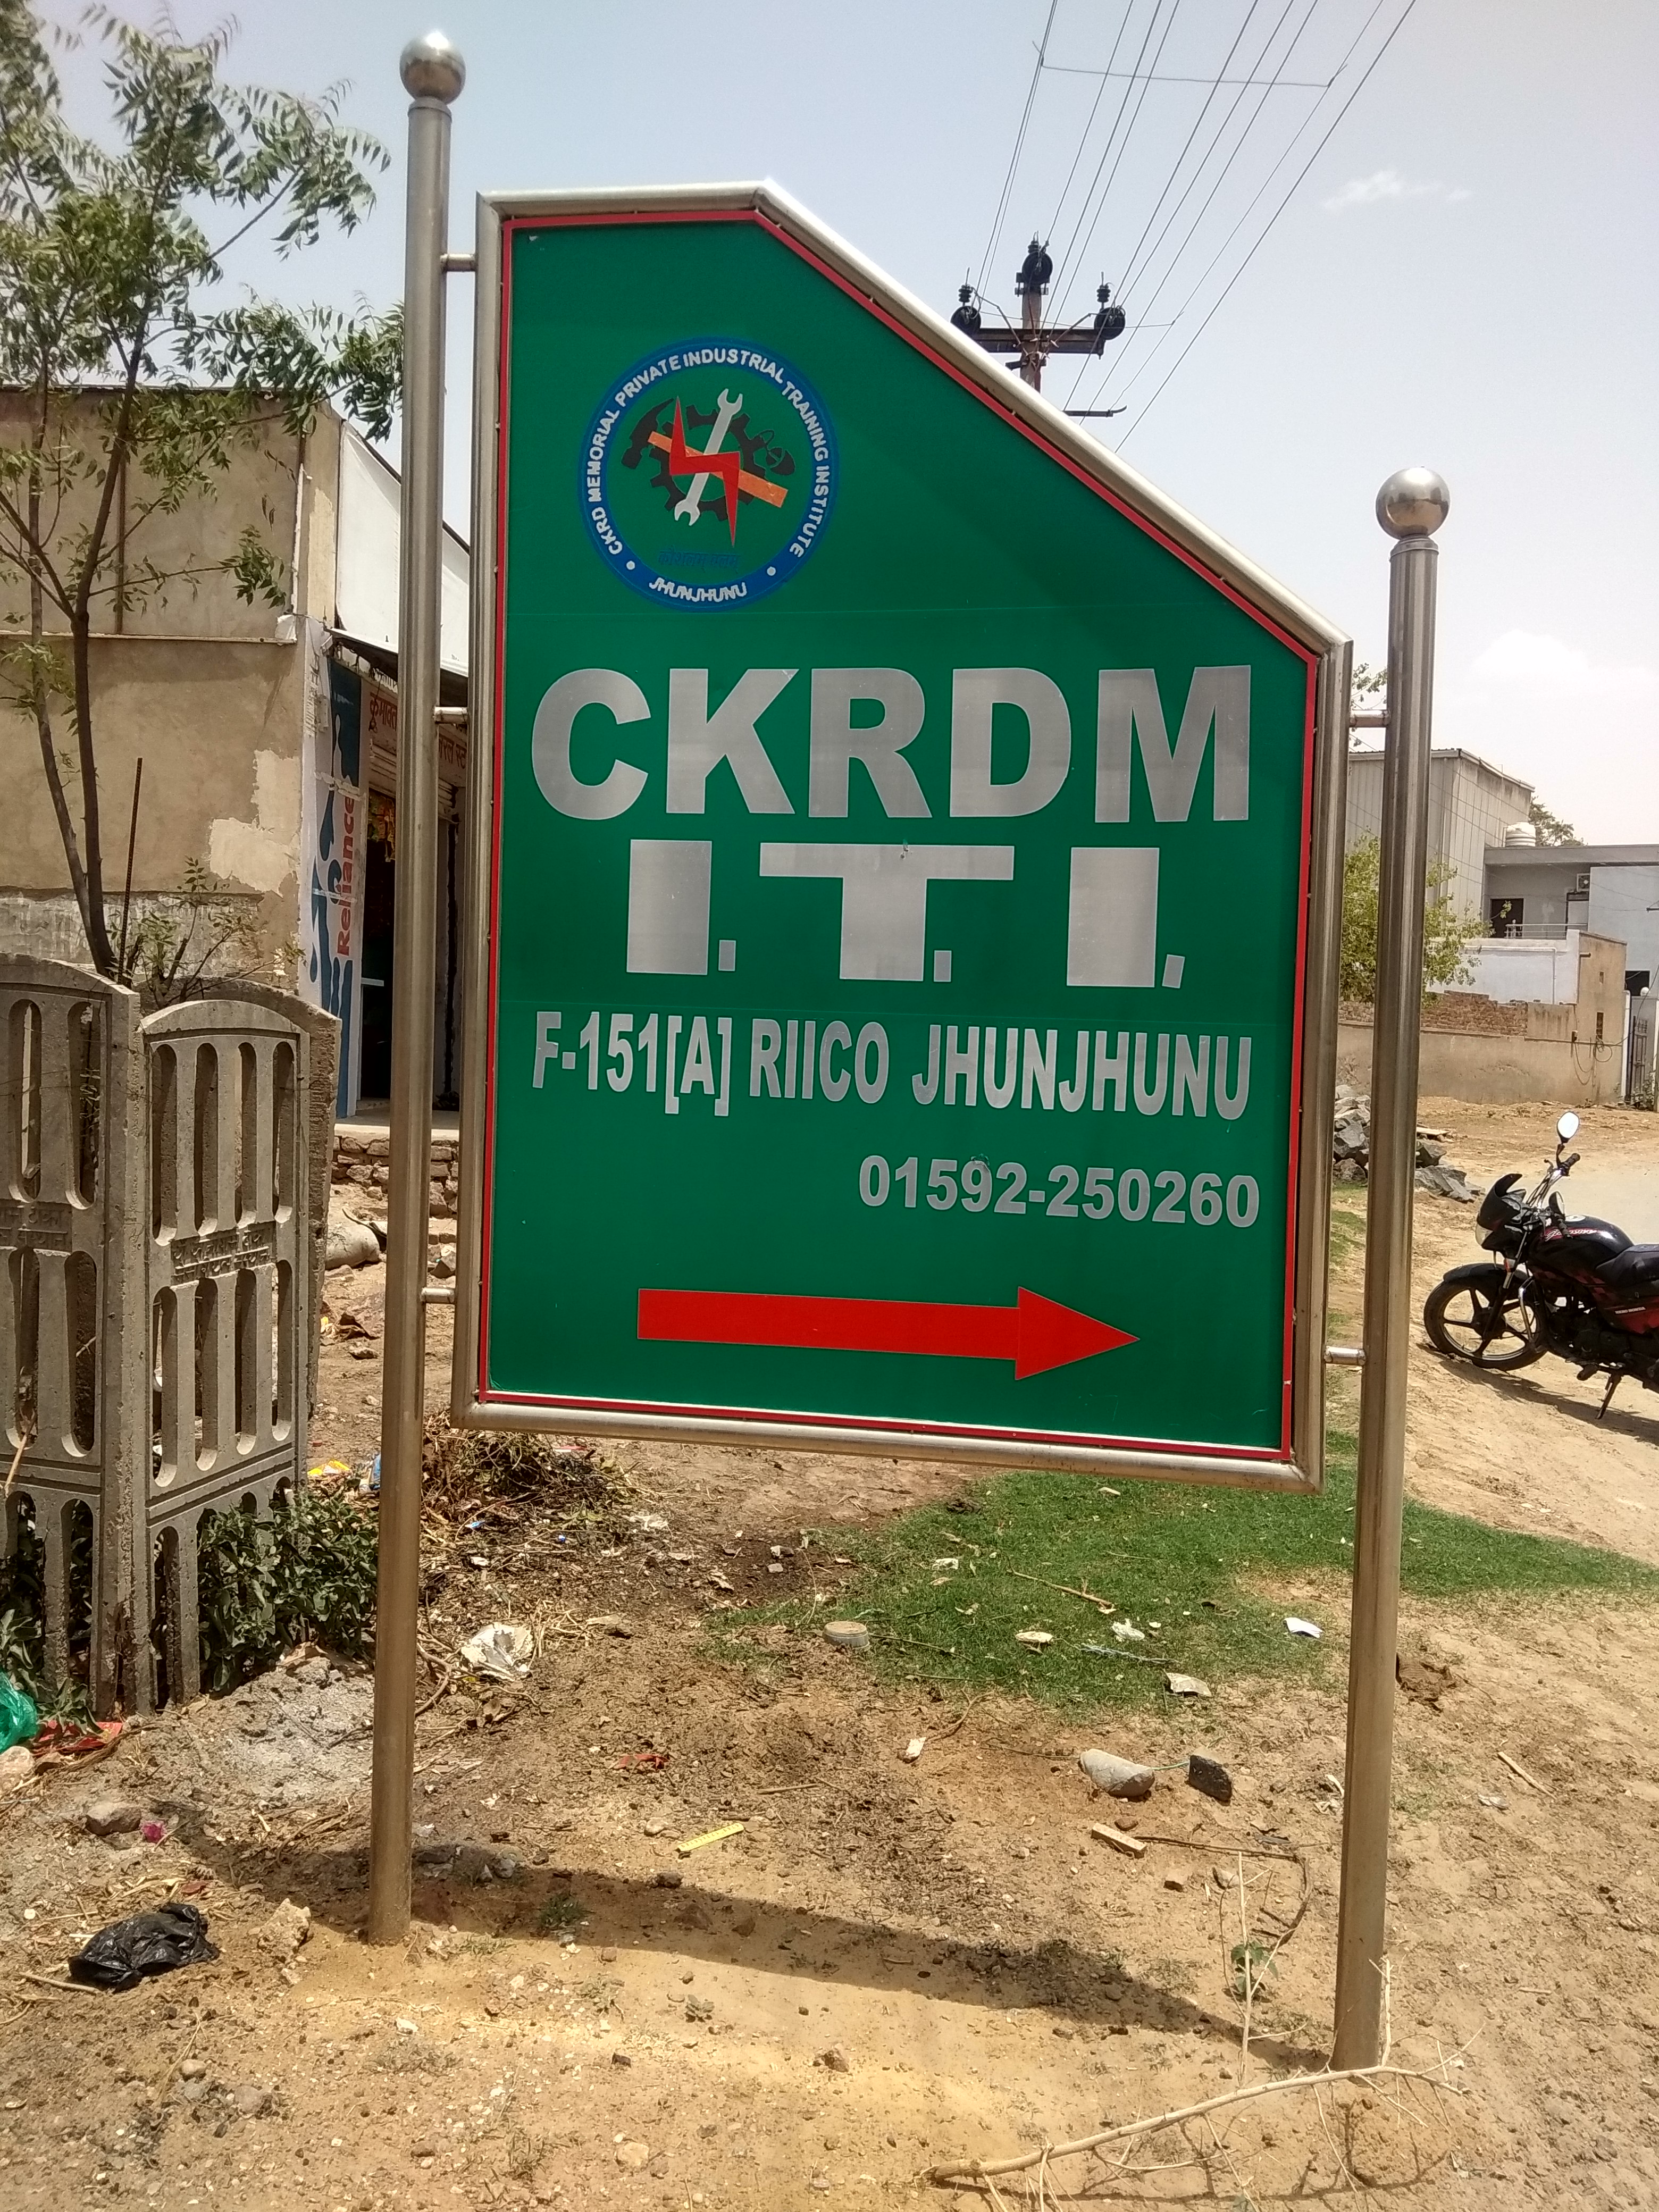 CKRD MEMORIAL PRIVATE INDUSTRIAL TRAINING INSTITUTE
JHUNJHUNU
CKRDM
I.T.I.
F-151[A] RIICO JHUNJHUNU
01592-250260
Reliance